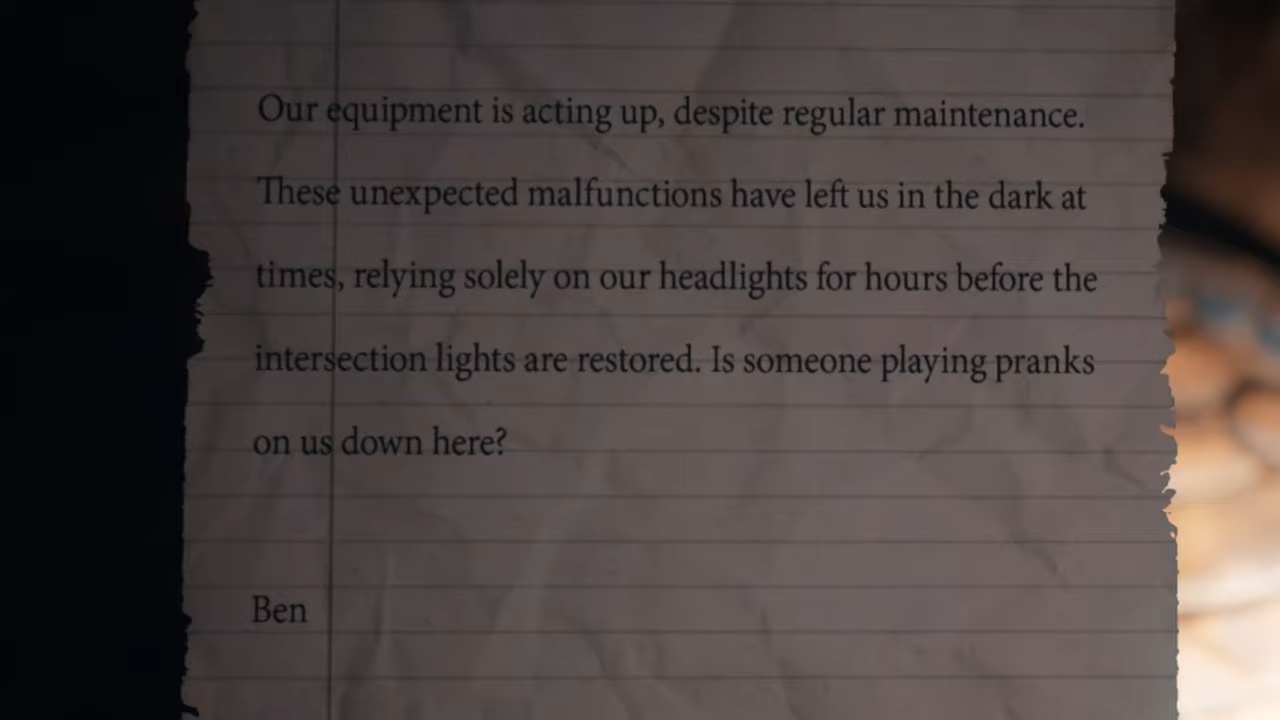 Our equipment is acting up, despite regular maintenance.
These unexpected malfunctions have left us in the dark at
times, relying solely on our headlights for hours before the
intersection lights are restored. Is someone playing pranks
on us down here?
Ben